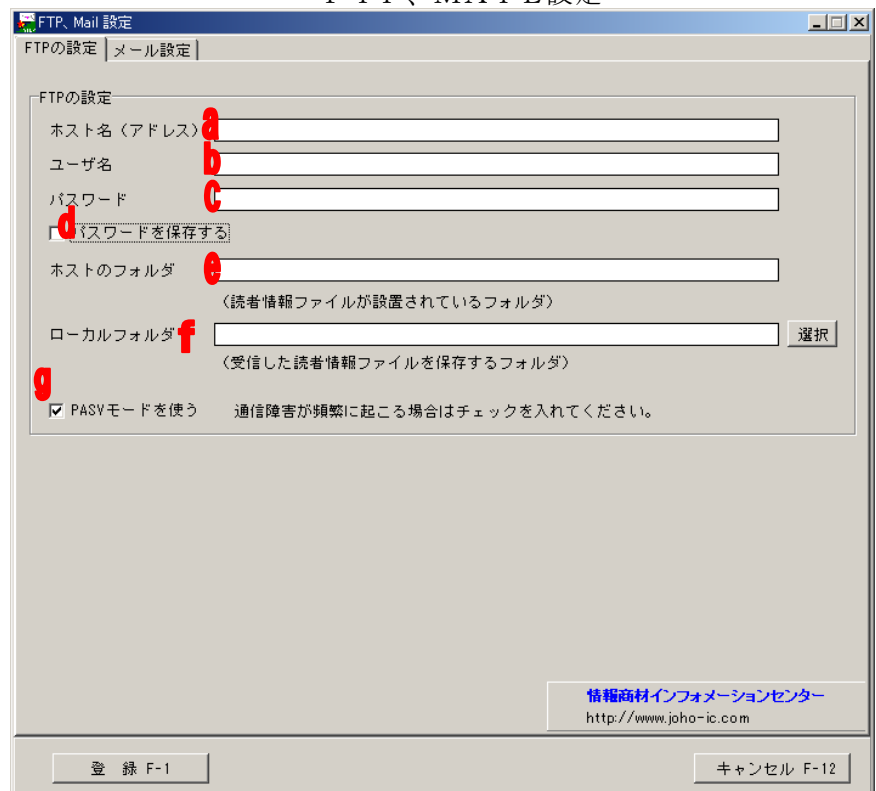 FTP、Mail 設定
FTPの設定 メール設定
FTPの設定
ホスト名（アドレス） a
ユーザ名 b
パスワード c
d パスワードを保存する
ホストのフォルダ e
（読者情報ファイルが設置されているフォルダ）
ローカルフォルダ f 選択
（受信した読者情報ファイルを保存するフォルダ）
g
PASVモードを使う 通信障害が頻繁に起こる場合はチェックを入れてください。
情報商材インフォメーションセンター
http://www.joho-ic.com
登 録 F-1 キャンセル F-12